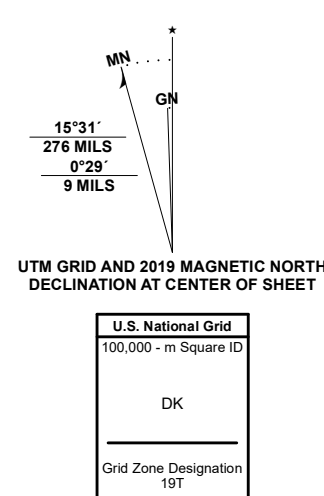 ★
MN
GN
15°31´
276 MILS
0°29´
9 MILS
UTM GRID AND 2019 MAGNETIC NORTH
DECLINATION AT CENTER OF SHEET
U.S. National Grid
100,000 - m Square ID
DK
Grid Zone Designation
19T